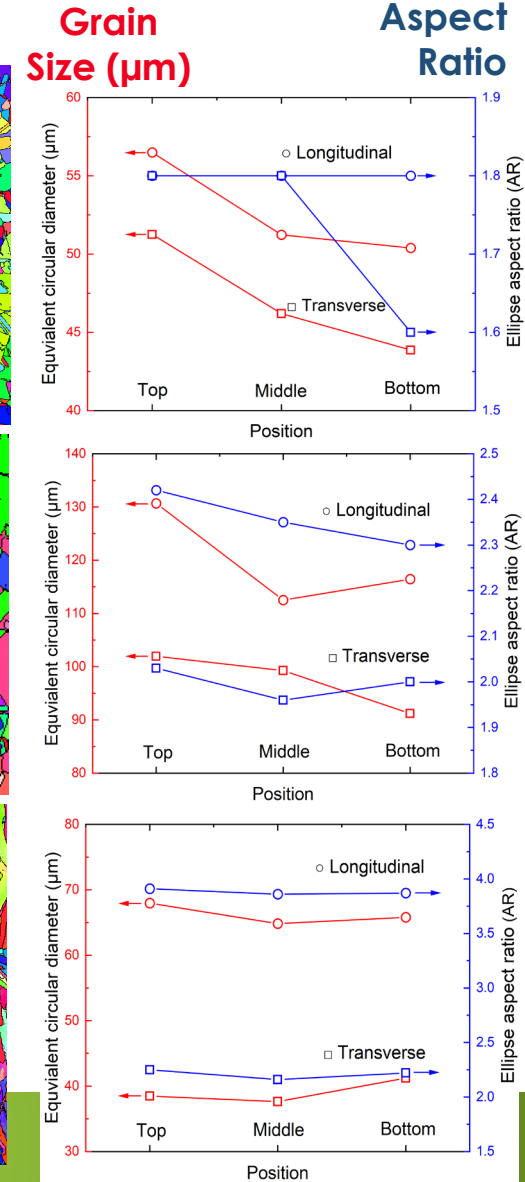 Grain
Size (µm)
Aspect
Ratio
60
55
50
45
40
Equvialent circular diameter (µm)
○ Longitudinal
□ Transverse
Top Middle Bottom
Position
1.9
1.8
1.7
1.6
1.5
Ellipse aspect ratio (AR)
140
130
120
110
100
90
80
Equvialent circular diameter (µm)
○ Longitudinal
□ Transverse
Top Middle Bottom
Position
2.5
2.4
2.3
2.2
2.1
2.0
1.9
1.8
Ellipse aspect ratio (AR)
80
70
60
50
40
30
Equvialent circular diameter (µm)
○ Longitudinal
□ Transverse
Top Middle Bottom
Position
4.5
4.0
3.5
3.0
2.5
2.0
1.5
Ellipse aspect ratio (AR)